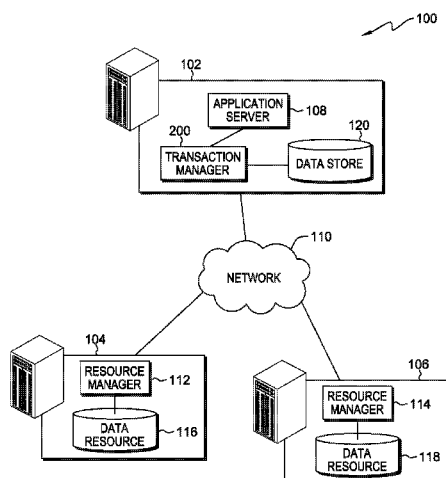 100
102
APPLICATION
SERVER
108
200
120
TRANSACTION
MANAGER
DATA STORE
110
NETWORK
104
RESOURCE
MANAGER
112
DATA
RESOURCE
116
106
RESOURCE
MANAGER
114
DATA
RESOURCE
118